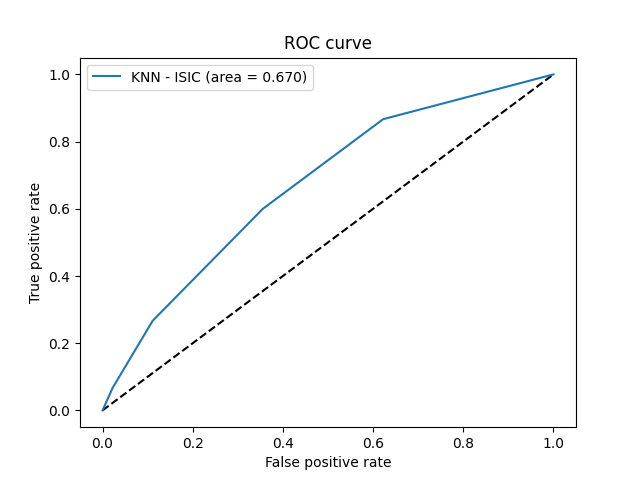 ROC curve
KNN - ISIC (area = 0.670)
True positive rate
1.0
0.8
0.6
0.4
0.2
0.0
0.0 0.2 0.4 0.6 0.8 1.0
False positive rate